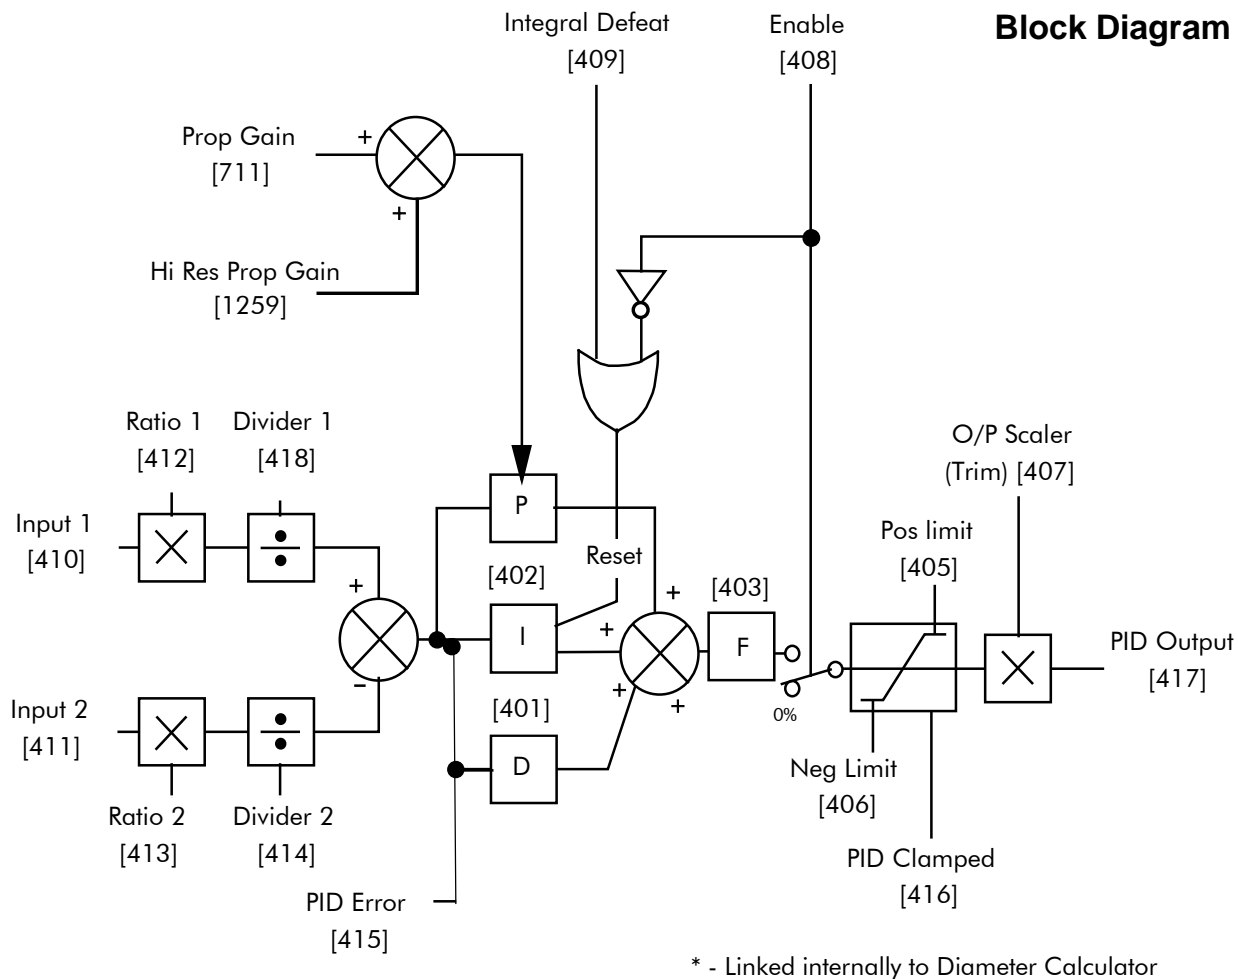 Block Diagram
Integral Defeat
[409]
Enable
[408]
Prop Gain
[711]
+
+
Hi Res Prop Gain
[1259]
Ratio 1
[412]
Divider 1
[418]
O/P Scaler
(Trim) [407]
Input 1
[410]
P
Pos limit
[405]
Reset
[402]
+
+
[403]
I
+
F
PID Output
[417]
−
+
+
Input 2
[411]
[401]
0%
D
Neg Limit
[406]
Ratio 2
[413]
Divider 2
[414]
PID Clamped
[416]
PID Error
[415]
* - Linked internally to Diameter Calculator